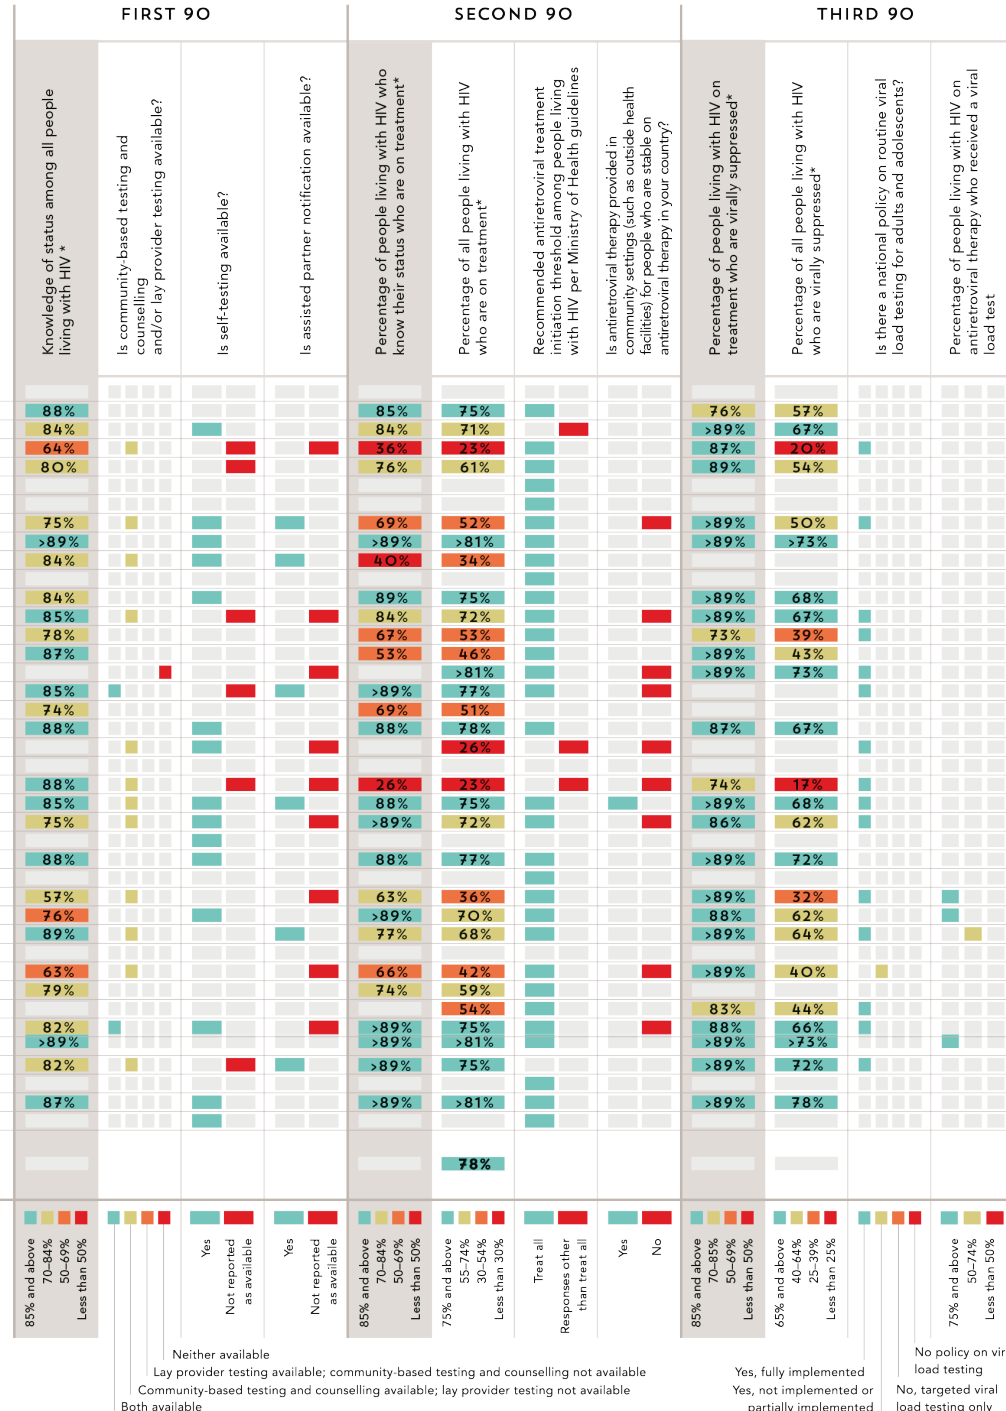 FIRST 90 SECOND 90 THIRD 90
Knowledge of status among all people
living with HIV *
Is community-based testing and
counselling
and/or lay provider testing available?
Is self-testing available?
Is assisted partner notification available?
Percentage of people living with HIV who
know their status who are on treatment*
Percentage of all people living with HIV
who are on treatment*
Recommended antiretroviral treatment
initiation threshold among people living
with HIV per Ministry of Health guidelines
Is antiretroviral therapy provided in
community settings (such as outside health
facilities) for people who are stable on
antiretroviral therapy in your country?
Percentage of people living with HIV on
treatment who are virally suppressed*
Percentage of all people living with HIV
who are virally suppressed*
Is there a national policy on routine viral
load testing for adults and adolescents?
Percentage of people living with HIV on
antiretroviral therapy who received a viral
load test
88% 85% 75% 76% 57%
84% 84% 71% >89% 67%
64% 36% 23% 87% 20%
80% 76% 61% 89% 54%
75% 69% 52% >89% 50%
>89% >89% >81% >89% >73%
84% 40% 34%
84% 89% 75% >89% 68%
85% 84% 72% >89% 67%
78% 67% 53% 73% 39%
87% 53% 46% >89% 43%
>81% >89% 73%
85% >89% 77%
74% 69% 51%
88% 88% 78% 87% 67%
26%
88% 26% 23% 74% 17%
85% 88% 75% >89% 68%
75% >89% 72% 86% 62%
88% 88% 77% >89% 72%
57% 63% 36% >89% 32%
76% >89% 70% 88% 62%
89% 77% 68% >89% 64%
63% 66% 42% >89% 40%
79% 74% 59%
54% 83% 44%
82% >89% 75% 88% 66%
>89% >89% >81% >89% >73%
82% >89% 75% >89% 72%
87% >89% >81% >89% 78%
78%
85% and above
70–84%
50–69%
Less than 50%
Yes
Not reported
as available
Yes
Not reported
as available
85% and above
70–84%
50–69%
Less than 50%
75% and above
55–74%
30–54%
Less than 30%
Treat all
Responses other
than treat all
Yes
No
85% and above
70–85%
50–69%
Less than 50%
65% and above
40–64%
25–39%
Less than 25%
75% and above
50–74%
Less than 50%
Neither available
Lay provider testing available; community-based testing and counselling not available
Community-based testing and counselling available; lay provider testing not available
Both available
No policy on vir
load testing
Yes, fully implemented
Yes, not implemented or
partially implemented
No, targeted viral
load testing only